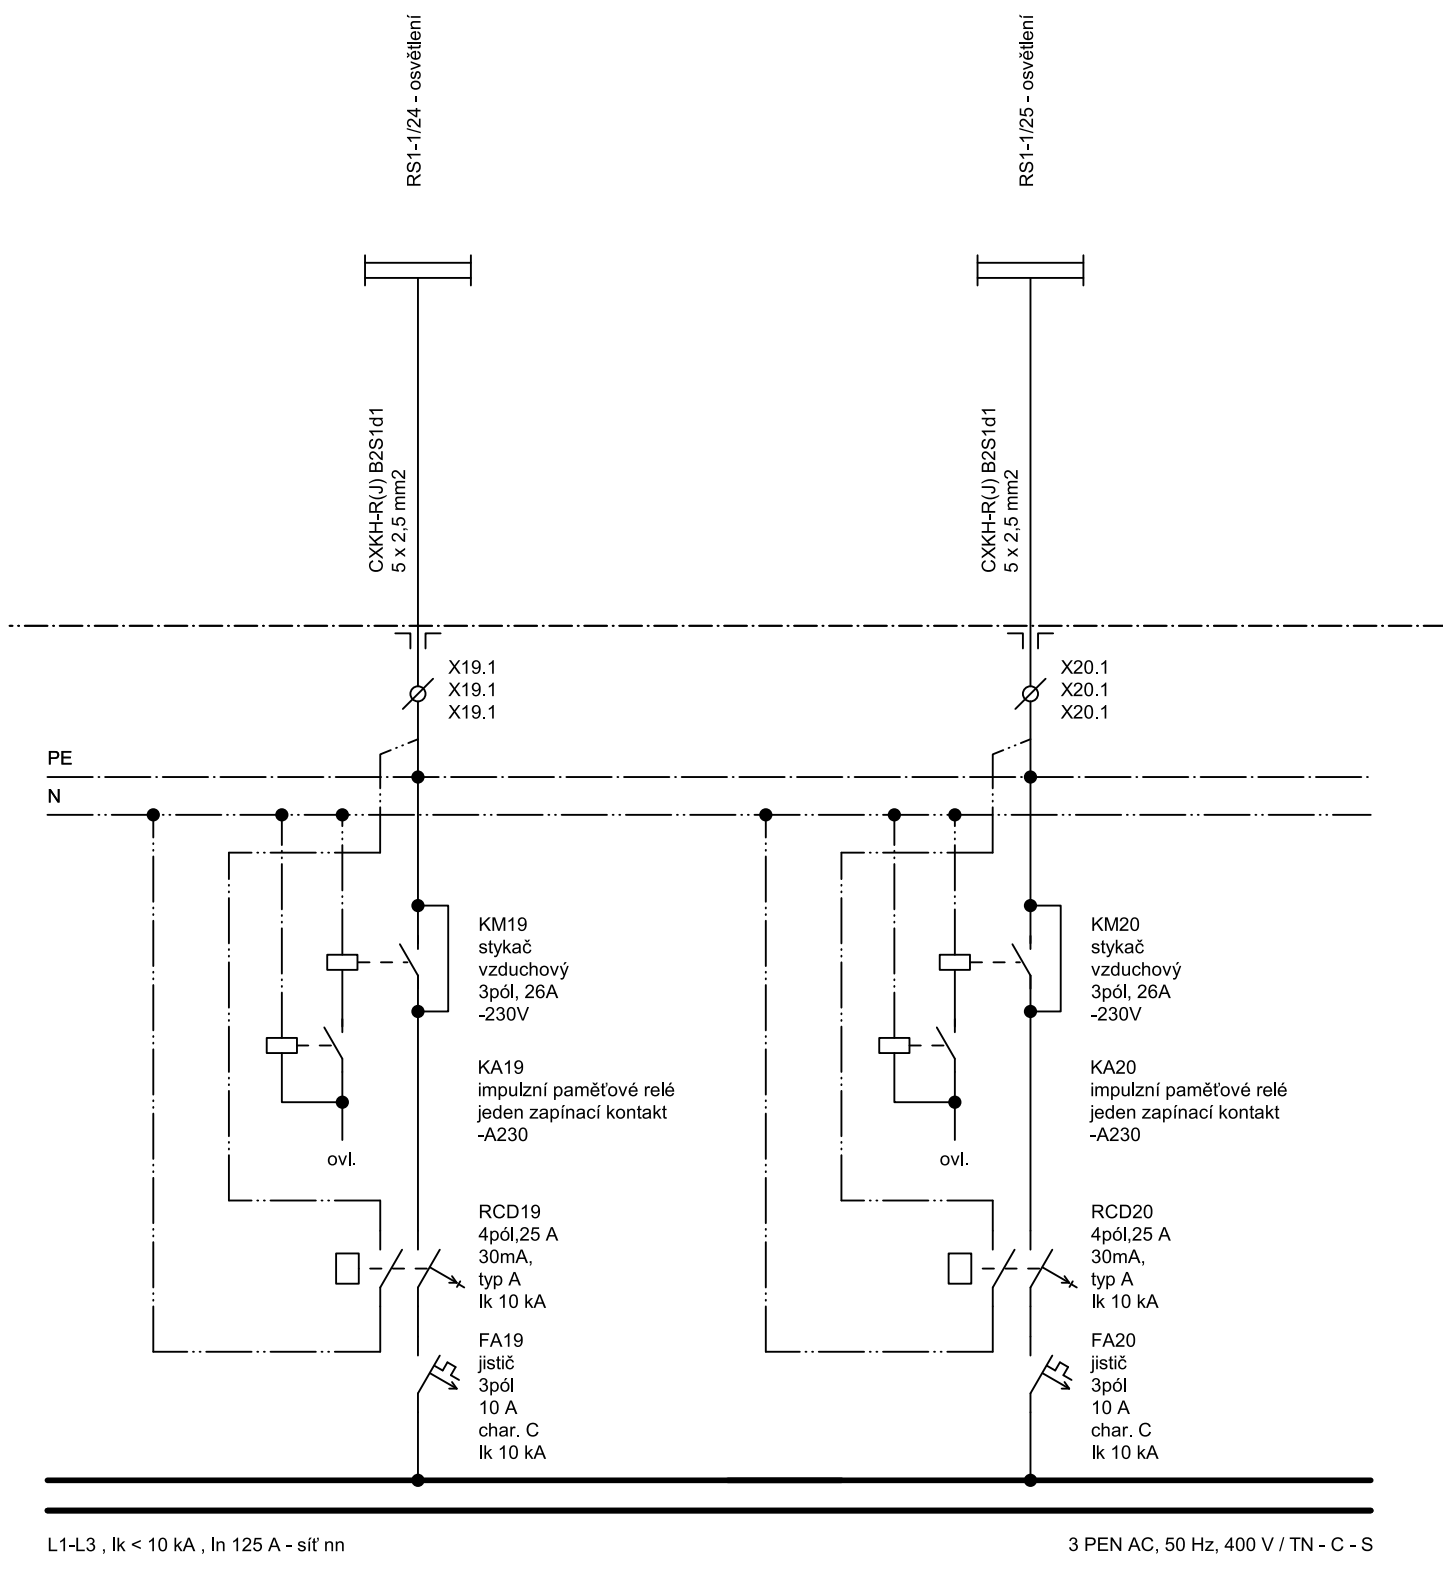 RS1-1/24 - osvětlení
RS1-1/25 - osvětlení
CXKH-R(J) B2S1d1
5 x 2,5 mm2
CXKH-R(J) B2S1d1
5 x 2,5 mm2
X19.1
X19.1
X19.1
X20.1
X20.1
X20.1
PE
N
KM19
stykač
vzduchový
3pól, 26A
-230V
KM20
stykač
vzduchový
3pól, 26A
-230V
KA19
impulzní paměťové relé
jeden zapínací kontakt
-A230
KA20
impulzní paměťové relé
jeden zapínací kontakt
-A230
ovl.
ovl.
RCD19
4pól,25 A
30mA,
typ A
Ik 10 kA
RCD20
4pól,25 A
30mA,
typ A
Ik 10 kA
FA19
jistič
3pól
10 A
char. C
Ik 10 kA
FA20
jistič
3pól
10 A
char. C
Ik 10 kA
L1-L3 , Ik < 10 kA , In 125 A - síť nn
3 PEN AC, 50 Hz, 400 V / TN - C - S